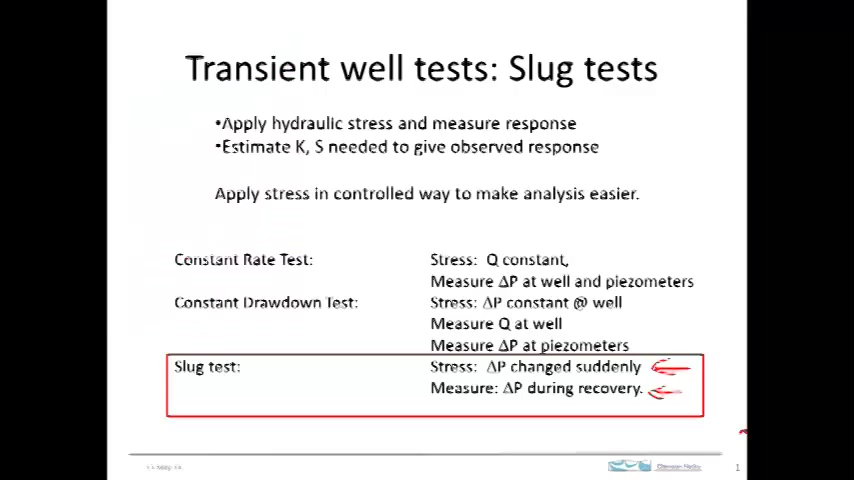 Transient well tests: Slug tests
•Apply hydraulic stress and measure response
•Estimate K, S needed to give observed response
Apply stress in controlled way to make analysis easier.
Constant Rate Test: Stress: Q constant,
Measure ΔP at well and piezometers
Constant Drawdown Test: Stress: ΔP constant @ well
Measure Q at well
Measure ΔP at piezometers
Slug test: Stress: ΔP changed suddenly
Measure: ΔP during recovery.
1